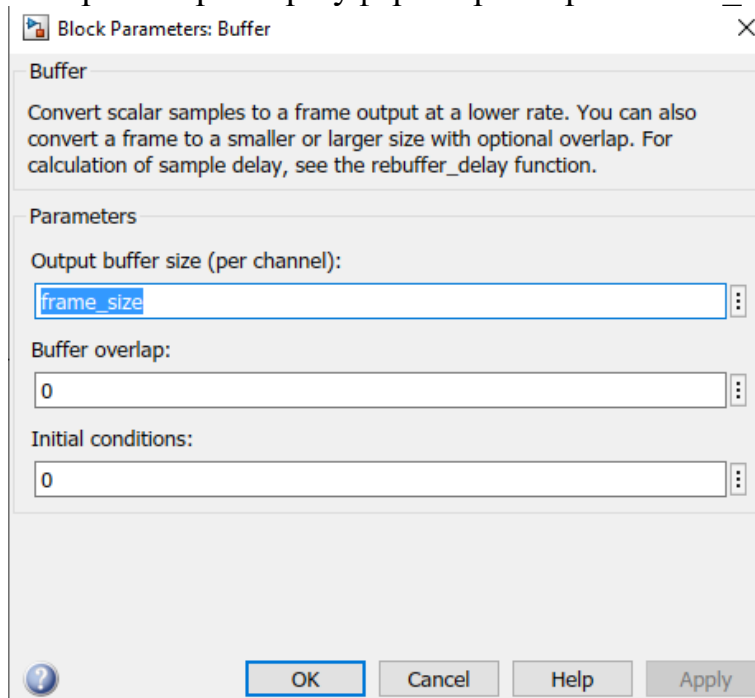 Block Parameters: Buffer
Buffer
Convert scalar samples to a frame output at a lower rate. You can also
convert a frame to a smaller or larger size with optional overlap. For
calculation of sample delay, see the rebuffer_delay function.
Parameters
Output buffer size (per channel):
frame_size
Buffer overlap:
0
Initial conditions:
0
OK Cancel Help Apply